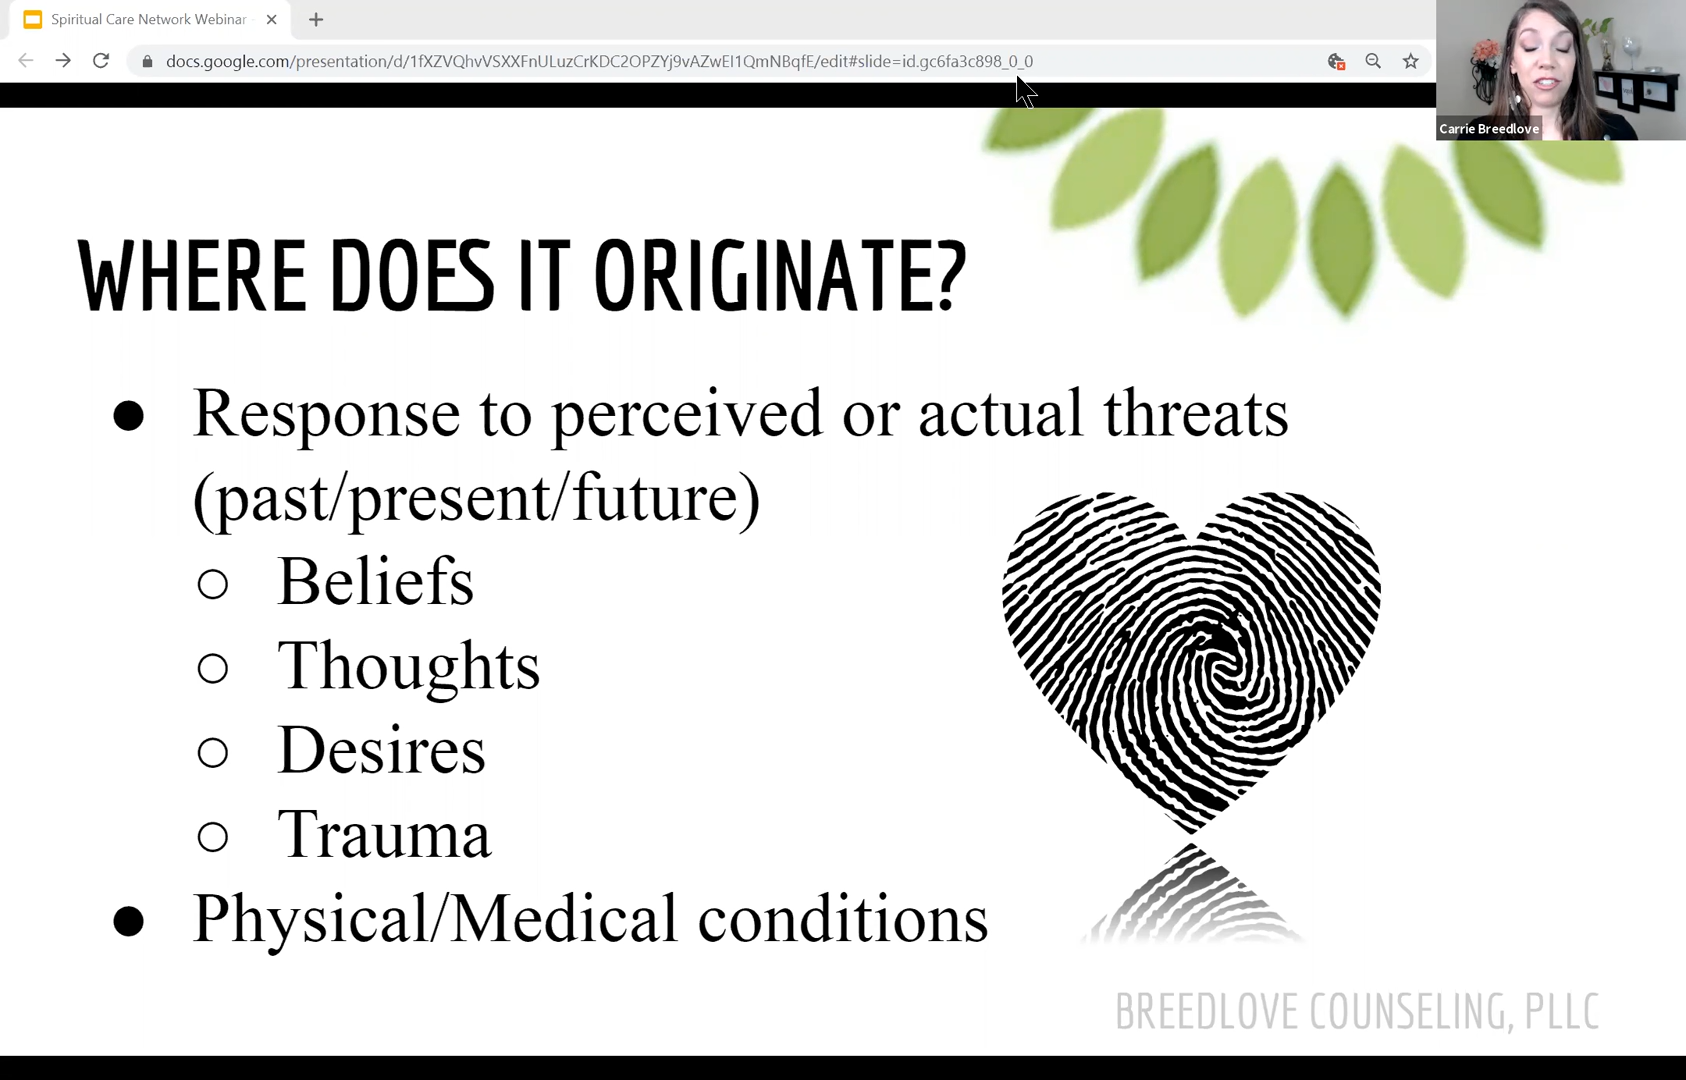 Spiritual Care Network Webinar
docs.google.com/presentation/d/1fXZVQhvVSXXFnULuzCrKDC2OPZYj9vAZwEI1QmNBqfE/edit#slide=id.gc6fa3c898_0_0
Carrie Breedlove
WHERE DOES IT ORIGINATE?
● Response to perceived or actual threats
(past/present/future)
○ Beliefs
○ Thoughts
○ Desires
○ Trauma
● Physical/Medical conditions
BREEDLOVE COUNSELING, PLLC